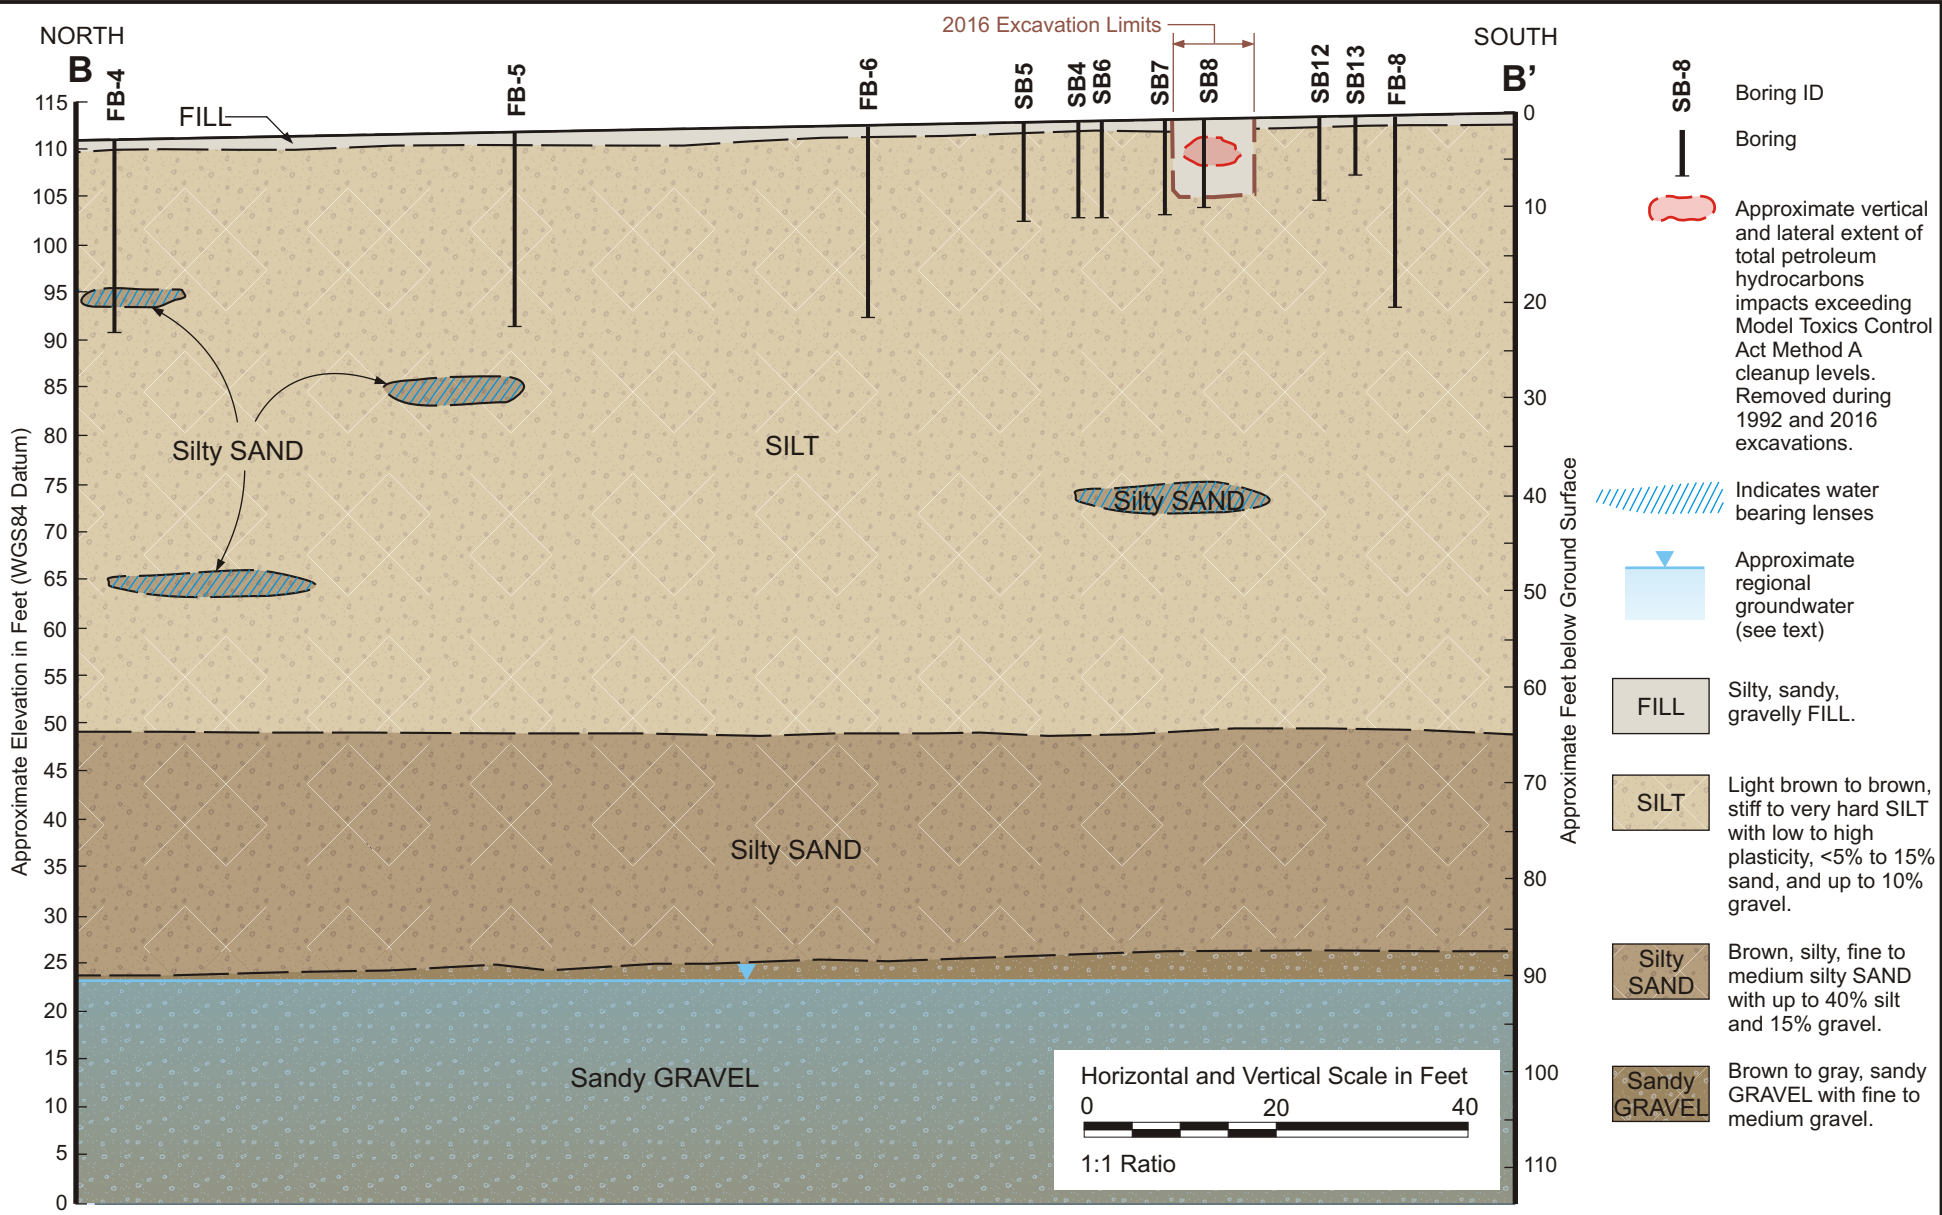 2016 Excavation Limits
NORTH
SOUTH
B
B'
FB-4
FB-5
FB-6
SB5
SB4
SB6
SB7
SB8
SB12
SB13
FB-8
FILL
Approximate Elevation in Feet (WGS84 Datum)
115
110
105
100
95
90
85
80
75
70
65
60
55
50
45
40
35
30
25
20
15
10
5
0
Silty SAND
SILT
Silty SAND
Silty SAND
Sandy GRAVEL
Horizontal and Vertical Scale in Feet
0 20 40
1:1 Ratio
0
10
20
30
40
50
60
70
80
90
100
110
Approximate Feet below Ground Surface
SB-8
Boring ID
Boring
Approximate vertical
and lateral extent of
total petroleum
hydrocarbons
impacts exceeding
Model Toxics Control
Act Method A
cleanup levels.
Removed during
1992 and 2016
excavations.
Indicates water
bearing lenses
Approximate
regional
groundwater
(see text)
FILL
Silty, sandy,
gravelly FILL.
SILT
Light brown to brown,
stiff to very hard SILT
with low to high
plasticity, <5% to 15%
sand, and up to 10%
gravel.
Silty
SAND
Brown, silty, fine to
medium silty SAND
with up to 40% silt
and 15% gravel.
Sandy
GRAVEL
Brown to gray, sandy
GRAVEL with fine to
medium gravel.